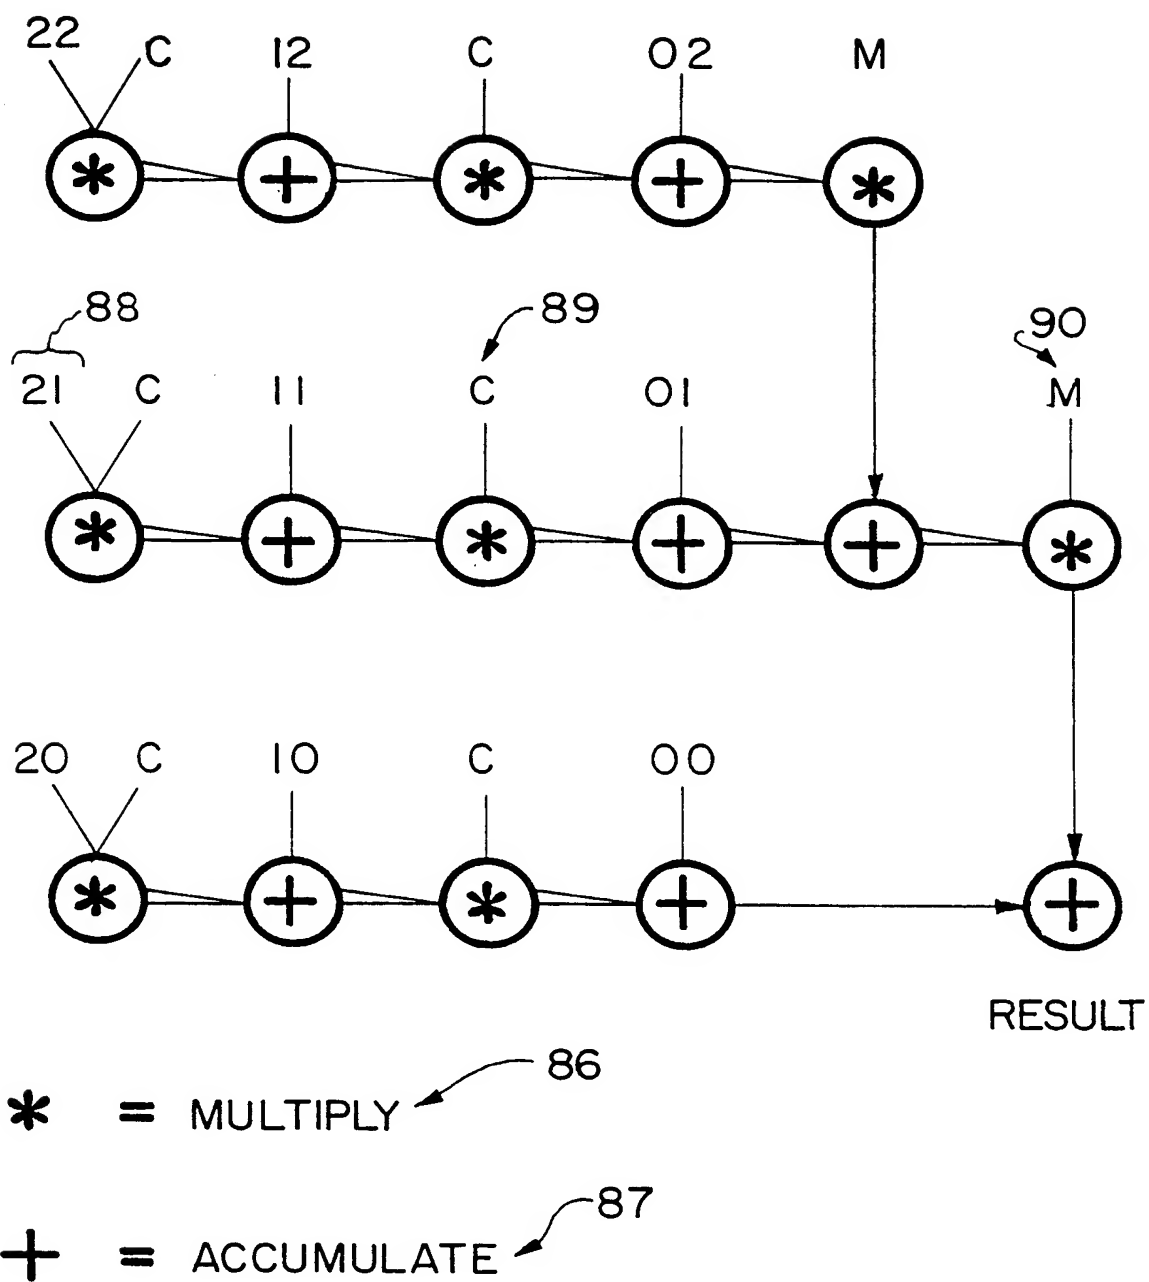 22 C 12 C 02 M
* + * + *
88 89 90
21 C 11 C 01 M
* + * + + *
20 C 10 C 00
* + * + +
RESULT
86
* = MULTIPLY
87
+ = ACCUMULATE